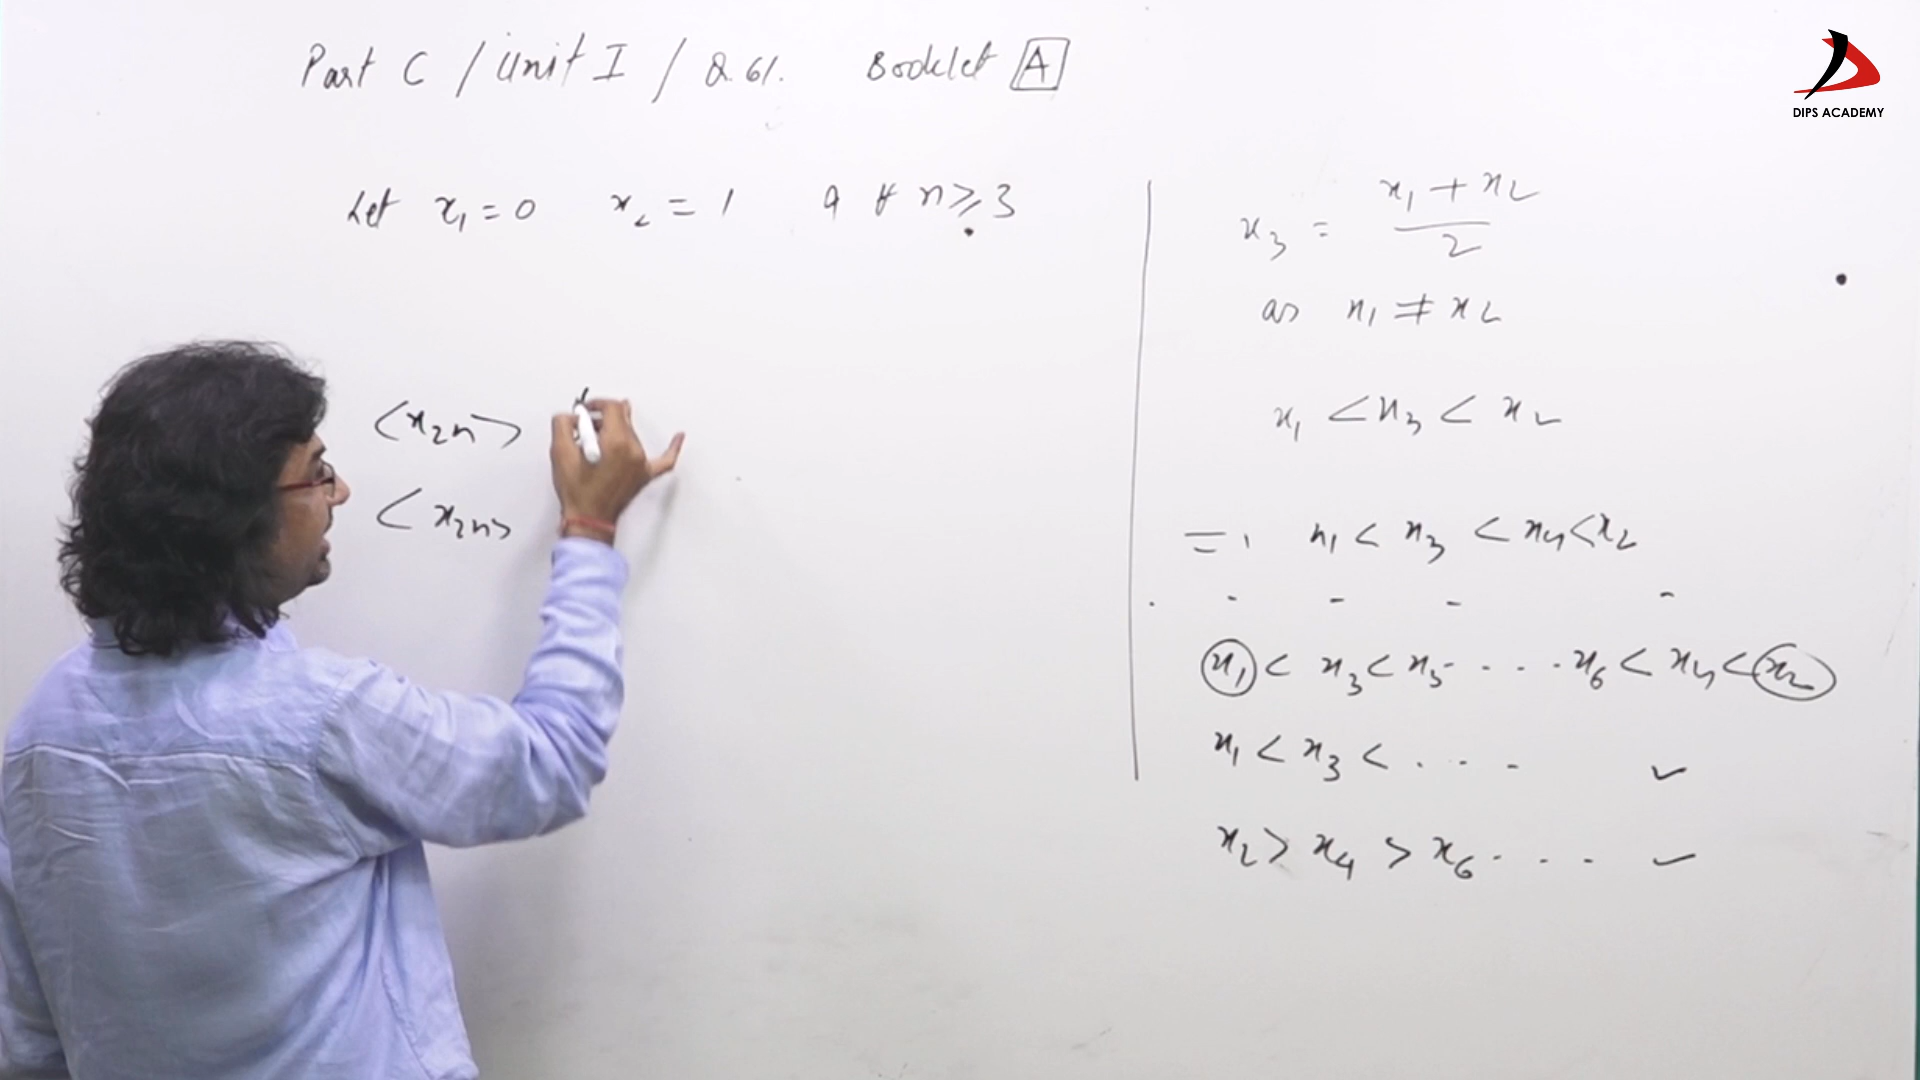 Part C / Unit I / Q.61. Booklet A
DIPS ACADEMY
Let x₁ = 0 x₂ = 1 & ∀ n ≥ 3
<x₂ₙ>
<x₂ₙ>
x₃ = (x₁ + x₂)/2
as x₁ ≠ x₂
x₁ < x₃ < x₂
=) x₁ < x₃ < x₄ < x₂
. - - - -
x₁ < x₃ < x₅ . . . . x₆ < x₄ < x₂
x₁ < x₃ < . . . . ✓
x₂ > x₄ > x₆ . . . . ✓